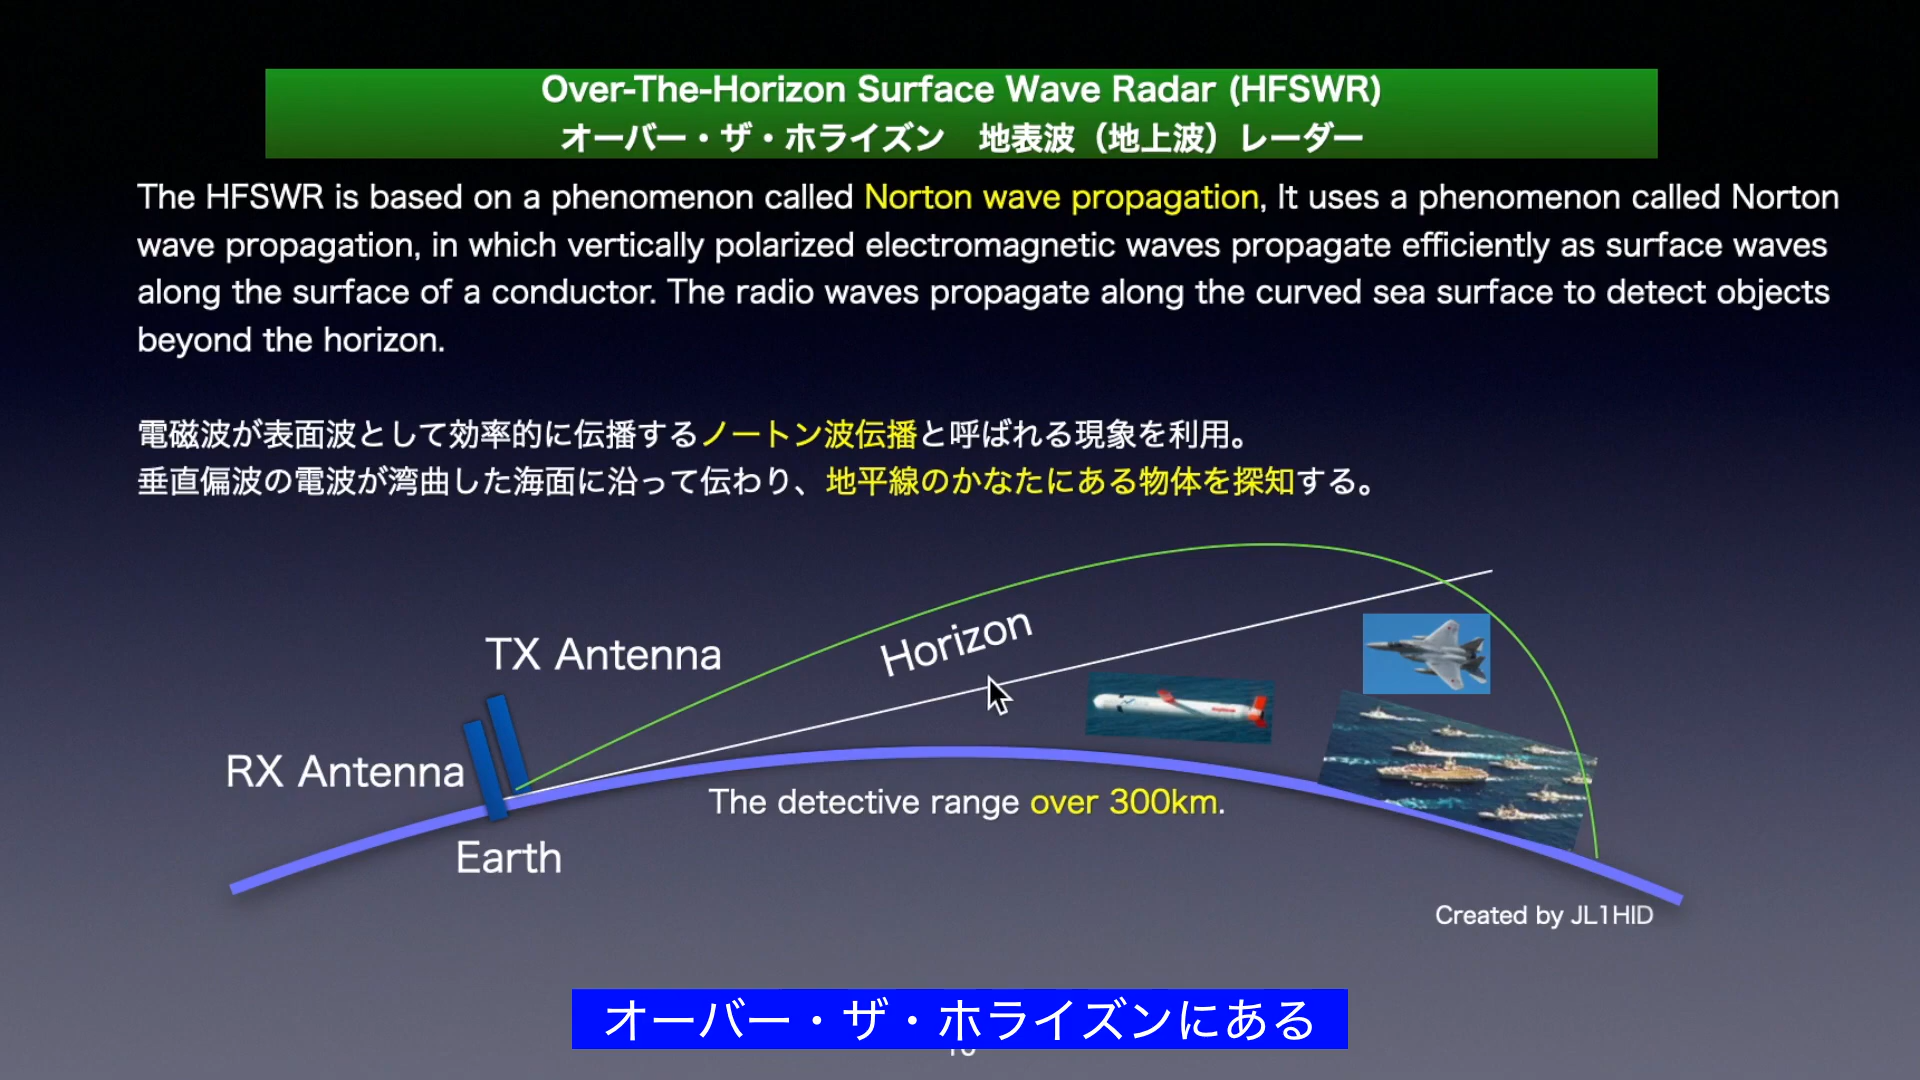 Over-The-Horizon Surface Wave Radar (HFSWR)
オーバー・ザ・ホライズン　地表波（地上波）レーダー
The HFSWR is based on a phenomenon called Norton wave propagation, It uses a phenomenon called Norton
wave propagation, in which vertically polarized electromagnetic waves propagate efficiently as surface waves
along the surface of a conductor. The radio waves propagate along the curved sea surface to detect objects
beyond the horizon.
電磁波が表面波として効率的に伝播するノートン波伝播と呼ばれる現象を利用。
垂直偏波の電波が湾曲した海面に沿って伝わり、地平線のかなたにある物体を探知する。
Horizon
TX Antenna
RX Antenna
The detective range over 300km.
Earth
Created by JL1HID
オーバー・ザ・ホライズンにある